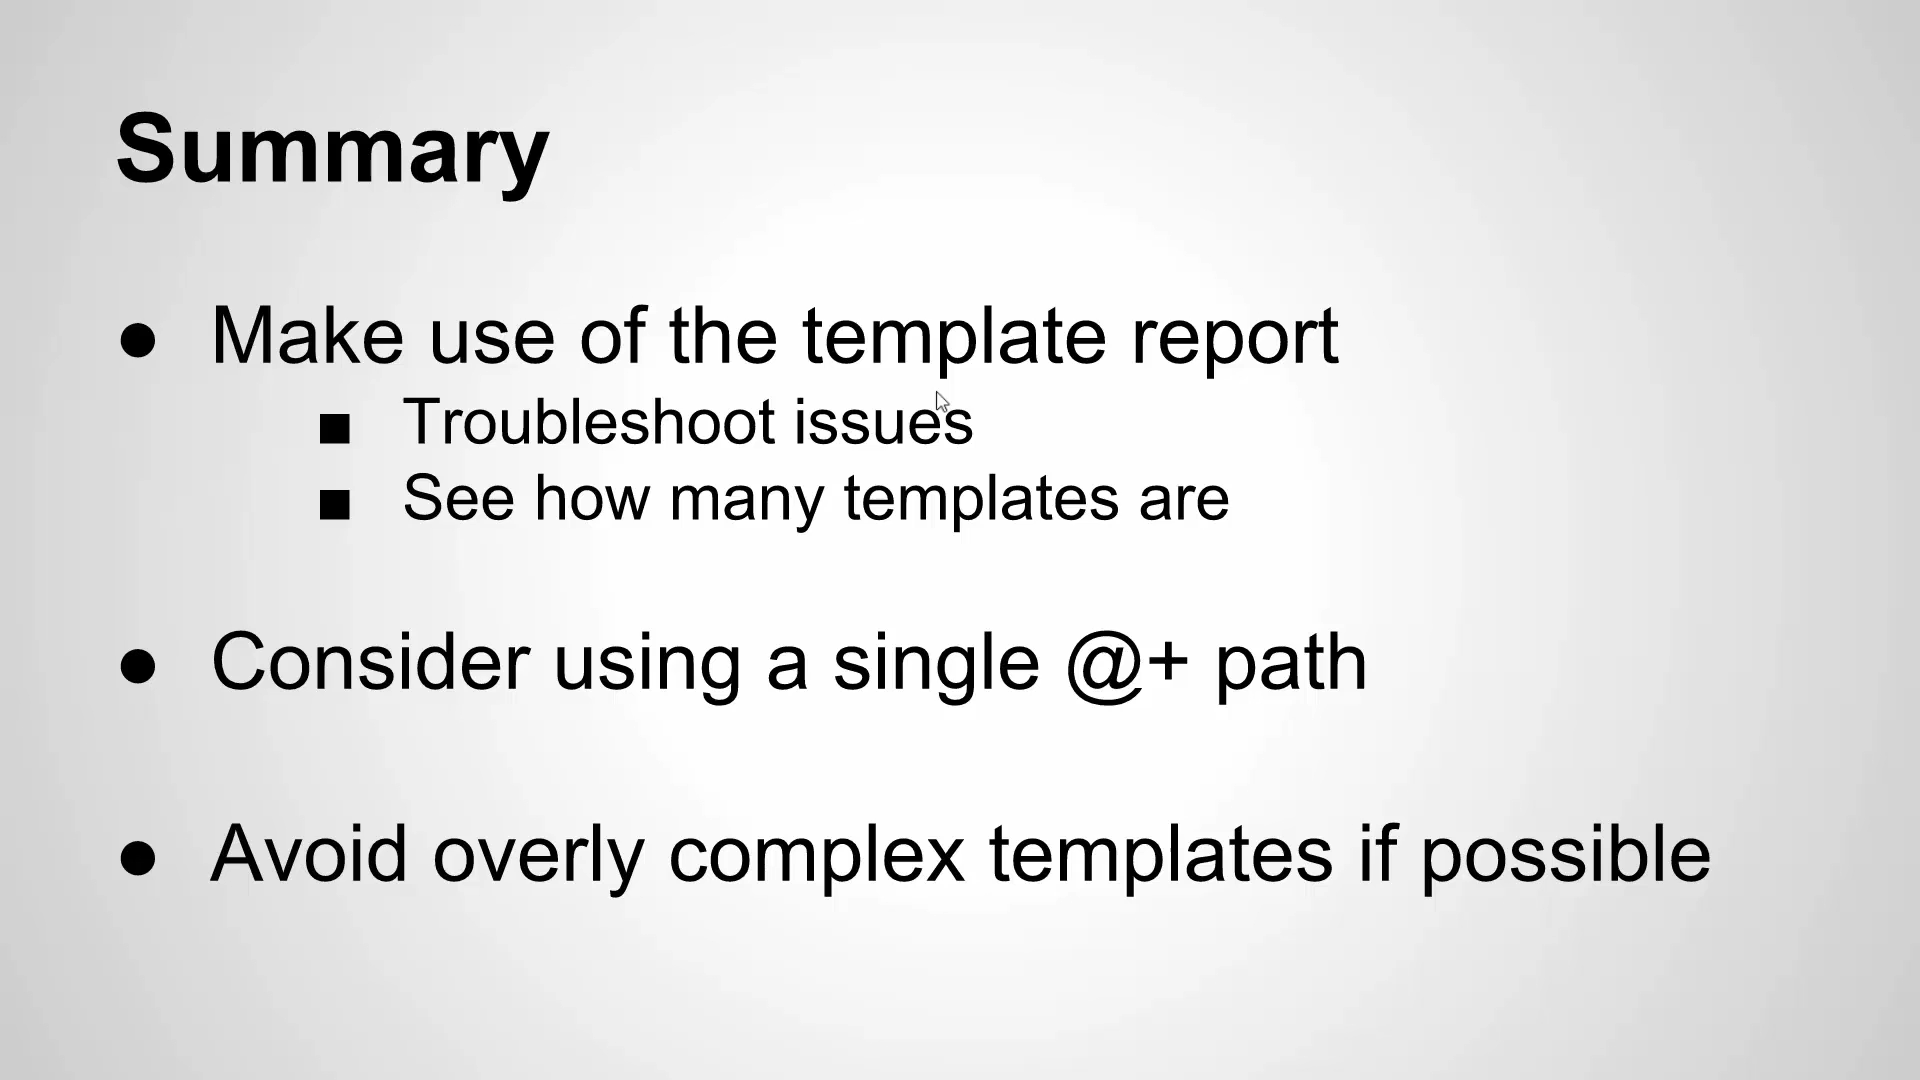 Summary
● Make use of the template report
■ Troubleshoot issues
■ See how many templates are
● Consider using a single @+ path
● Avoid overly complex templates if possible